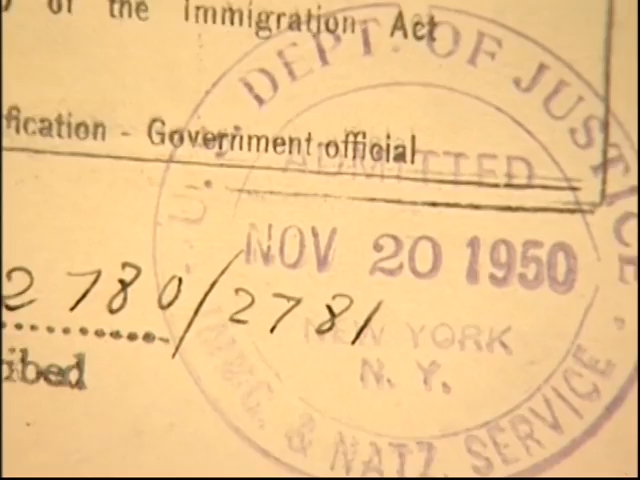 of the Immigration Act
fication - Government official
U. S. DEPT. OF JUSTICE
ADMITTED
NOV 20 1950
2780/2781
NEW YORK
N. Y.
ibed
IMMIG. & NATZ. SERVICE